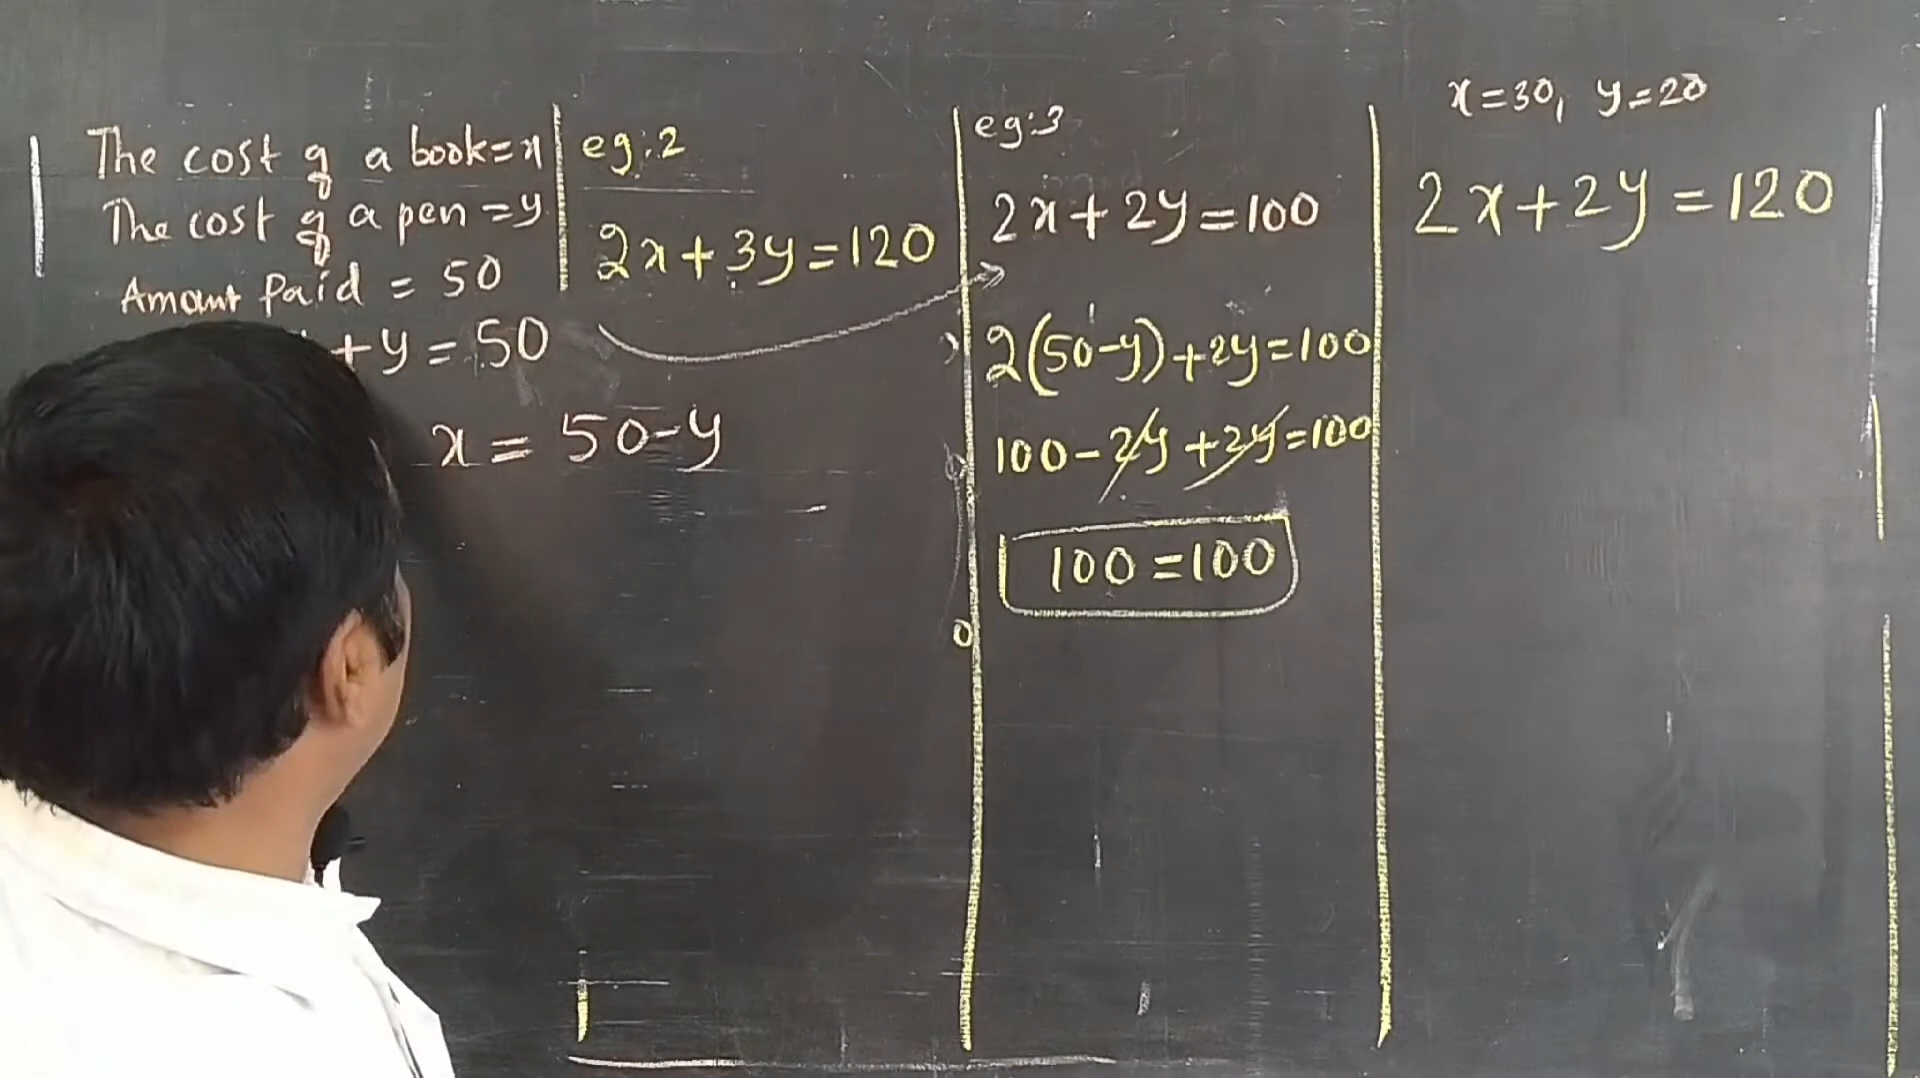 The cost of a book = x
The cost of a pen = y
Amount Paid = 50
+ y = 50
x = 50 - y
eg:2
2x + 3y = 120
eg:3
2x + 2y = 100
2(50 - y) + 2y = 100
100 - 2y + 2y = 100
100 = 100
x = 30, y = 20
2x + 2y = 120